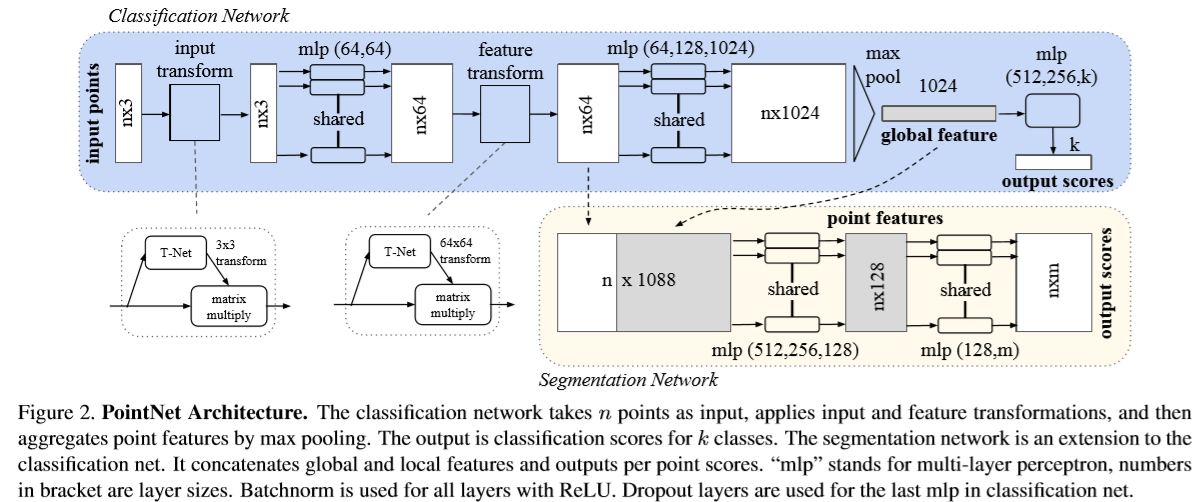 Classification Network
input points
nx3
input
transform
nx3
mlp (64,64)
shared
nx64
feature
transform
nx64
mlp (64,128,1024)
shared
nx1024
max
pool
1024
global feature
mlp
(512,256,k)
k
output scores
T-Net
3x3
transform
matrix
multiply
T-Net
64x64
transform
matrix
multiply
point features
n x 1088
shared
mlp (512,256,128)
nx128
shared
mlp (128,m)
nxm
output scores
Segmentation Network
Figure 2. PointNet Architecture. The classification network takes n points as input, applies input and feature transformations, and then
aggregates point features by max pooling. The output is classification scores for k classes. The segmentation network is an extension to the
classification net. It concatenates global and local features and outputs per point scores. “mlp” stands for multi-layer perceptron, numbers
in bracket are layer sizes. Batchnorm is used for all layers with ReLU. Dropout layers are used for the last mlp in classification net.